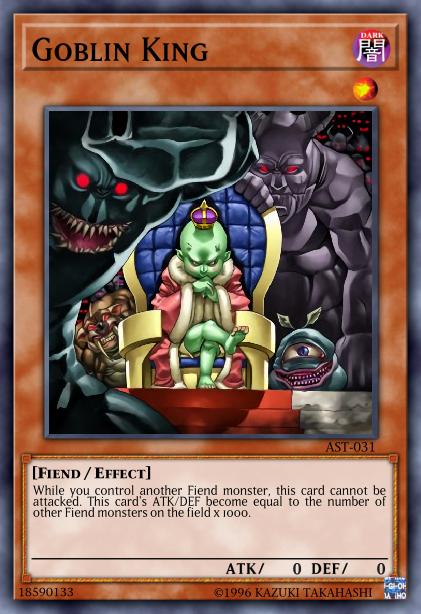 Goblin King
DARK
闇
AST-031
[Fiend / Effect]
While you control another Fiend monster, this card cannot be
attacked. This card's ATK/DEF become equal to the number of
other Fiend monsters on the field x 1000.
ATK/ 0 DEF/ 0
18590133
©1996 KAZUKI TAKAHASHI